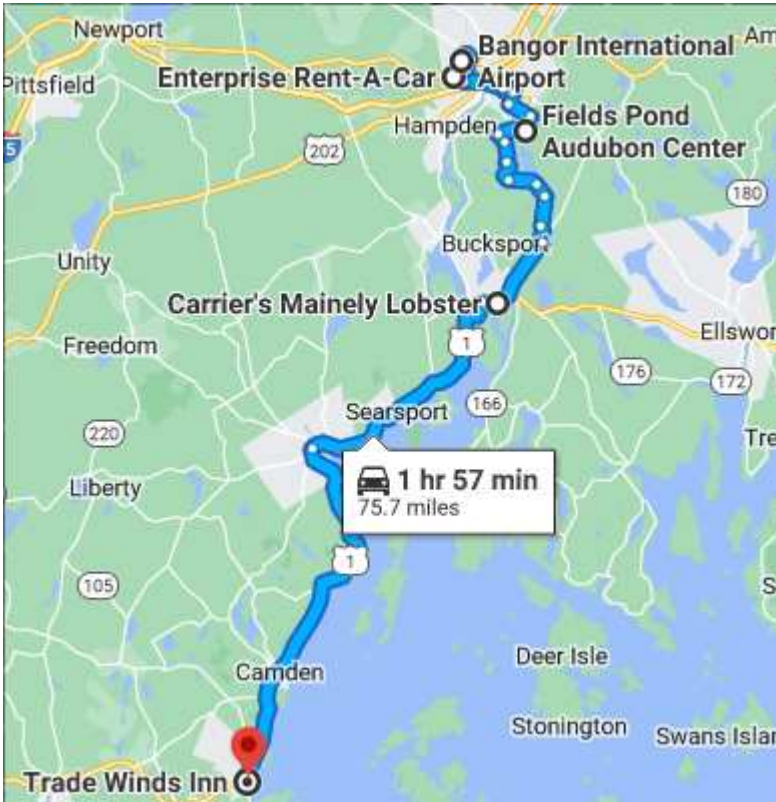 Newport
Am
Bangor International
Airport
Enterprise Rent-A-Car
Pittsfield
Hampden
Fields Pond
Audubon Center
5
202
180
Bucksport
Unity
Carrier's Mainely Lobster
Ellswor
1
Freedom
176
172
166
Searsport
220
Tre
1 hr 57 min
75.7 miles
Liberty
1
105
S
Deer Isle
Camden
Stonington
Swans Islan
Trade Winds Inn